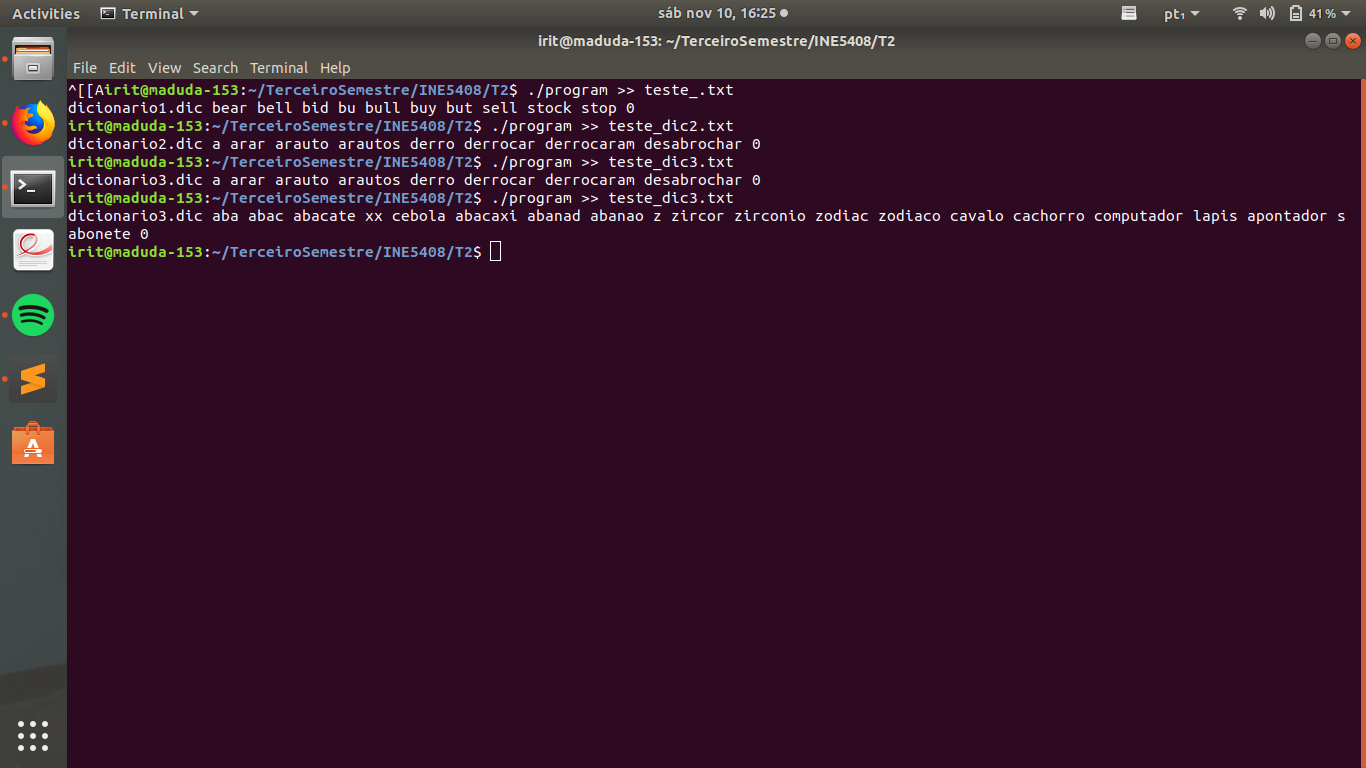 Activities Terminal sáb nov 10, 16:25 pt₁ 41%
irit@maduda-153: ~/TerceiroSemestre/INE5408/T2
File Edit View Search Terminal Help
^[[Airit@maduda-153:~/TerceiroSemestre/INE5408/T2$ ./program >> teste_.txt
dicionario1.dic bear bell bid bu bull buy but sell stock stop 0
irit@maduda-153:~/TerceiroSemestre/INE5408/T2$ ./program >> teste_dic2.txt
dicionario2.dic a arar arauto arautos derro derrocar derrocaram desabrochar 0
irit@maduda-153:~/TerceiroSemestre/INE5408/T2$ ./program >> teste_dic3.txt
dicionario3.dic a arar arauto arautos derro derrocar derrocaram desabrochar 0
irit@maduda-153:~/TerceiroSemestre/INE5408/T2$ ./program >> teste_dic3.txt
dicionario3.dic aba abac abacate xx cebola abacaxi abanad abanao z zircor zirconio zodiac zodiaco cavalo cachorro computador lapis apontador s
abonete 0
irit@maduda-153:~/TerceiroSemestre/INE5408/T2$